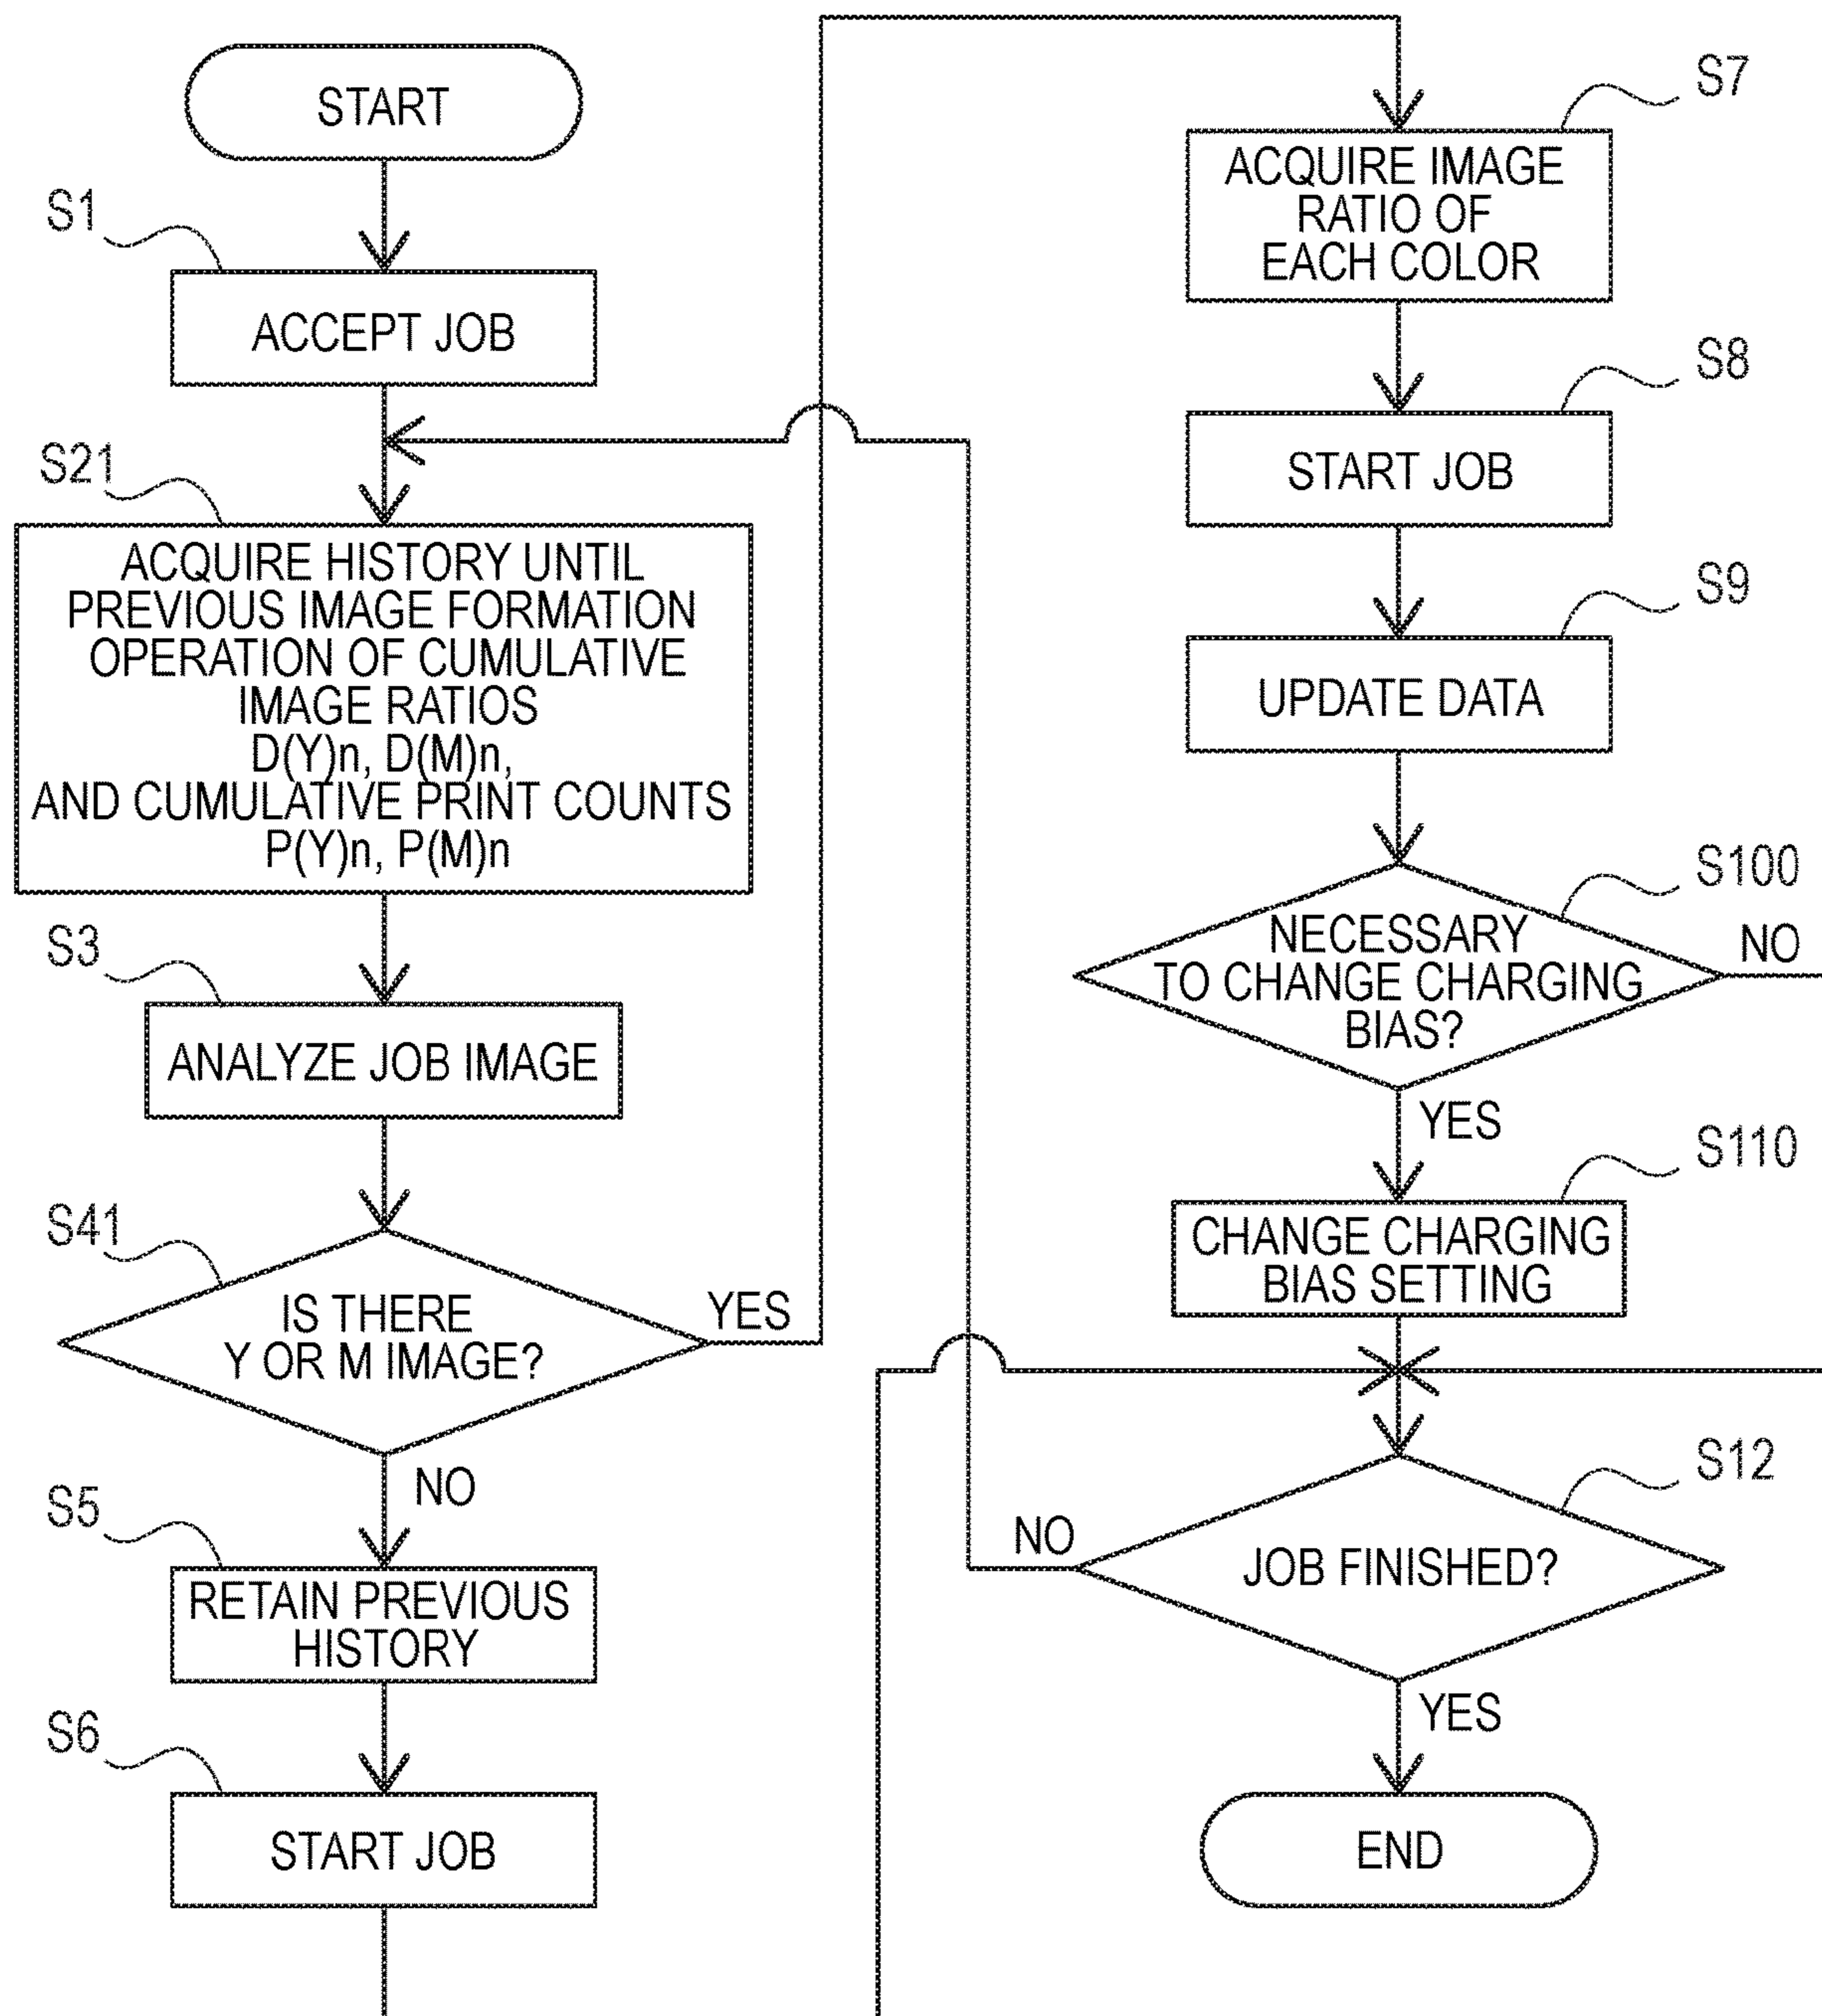 START
S1
ACCEPT JOB
S21
ACQUIRE HISTORY UNTIL
PREVIOUS IMAGE FORMATION
OPERATION OF CUMULATIVE
IMAGE RATIOS
D(Y)n, D(M)n,
AND CUMULATIVE PRINT COUNTS
P(Y)n, P(M)n
S3
ANALYZE JOB IMAGE
S41
IS THERE
Y OR M IMAGE?
YES
NO
S5
RETAIN PREVIOUS
HISTORY
S6
START JOB
S7
ACQUIRE IMAGE
RATIO OF
EACH COLOR
S8
START JOB
S9
UPDATE DATA
S100
NECESSARY
TO CHANGE CHARGING
BIAS?
NO
YES
S110
CHANGE CHARGING
BIAS SETTING
S12
JOB FINISHED?
NO
YES
END